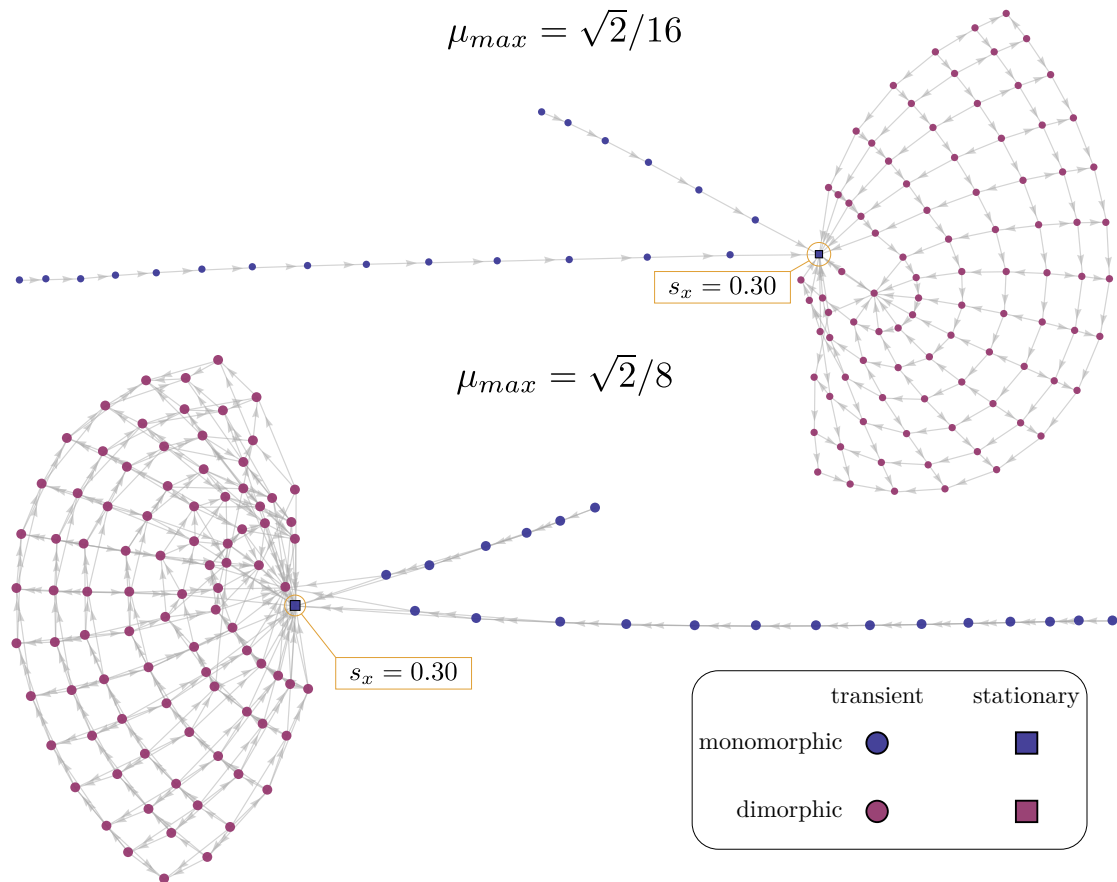 μ_max = √2/16
s_x = 0.30
μ_max = √2/8
s_x = 0.30
transient stationary
monomorphic
dimorphic